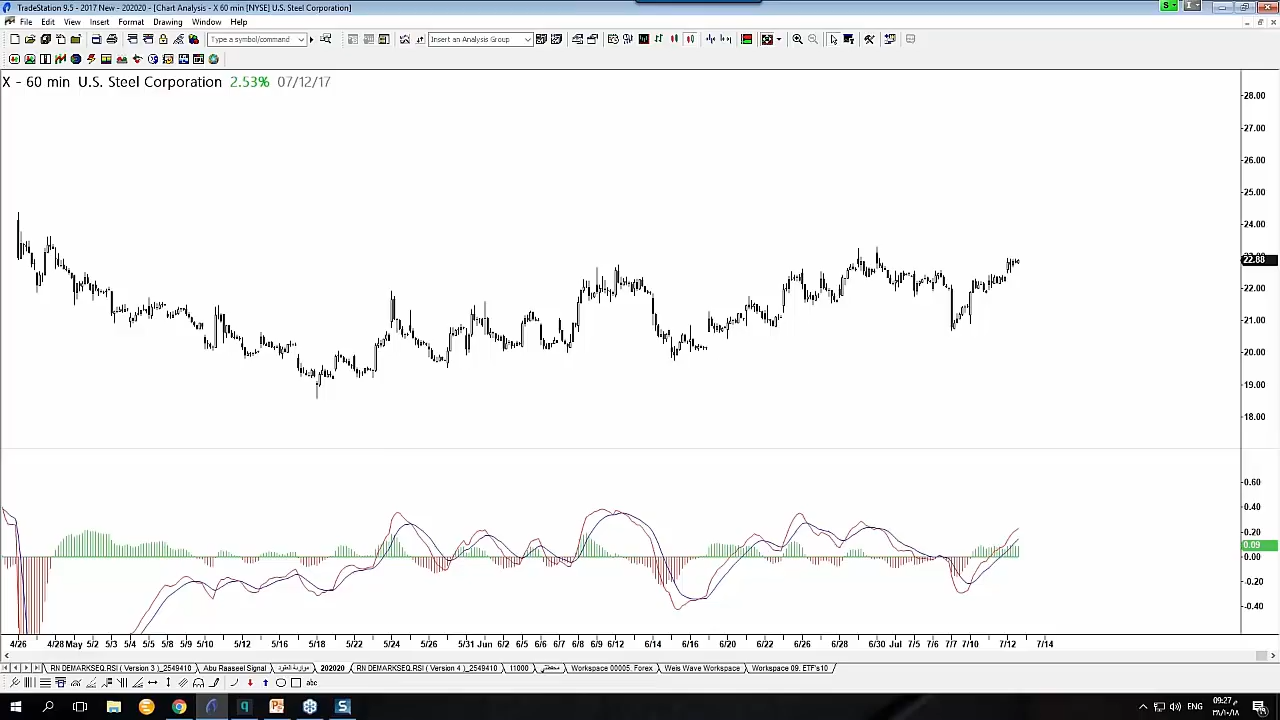 TradeStation 9.5 - 2017 New - 202020 - [Chart Analysis - X 60 min [NYSE] U.S. Steel Corporation]
File Edit View Insert Format Drawing Window Help
Type a symbol/command
Insert an Analysis Group
X - 60 min U.S. Steel Corporation 2.53% 07/12/17
28.00
27.00
26.00
25.00
24.00
22.88
22.00
21.00
20.00
19.00
18.00
0.60
0.40
0.20
0.09
0.00
-0.20
-0.40
4/26 4/28 May 5/2 5/3 5/4 5/8 5/9 5/10 5/12 5/16 5/18 5/22 5/24 5/26 5/31 Jun 6/2 6/5 6/6 6/7 6/8 6/9 6/12 6/14 6/16 6/20 6/22 6/26 6/28 6/30 Jul 7/5 7/6 7/7 7/10 7/12 7/14
RN DEMARKSEQ.RSI ( Version 3 )_2549410 Abu Raaseel Signal موازية العقود 202020 RN DEMARKSEQ.RSI ( Version 4 )_2549410 11000 Workspace 00005. Forex Weis Wave Workspace Workspace 09. ETF's10
abc
ENG
09:27 م